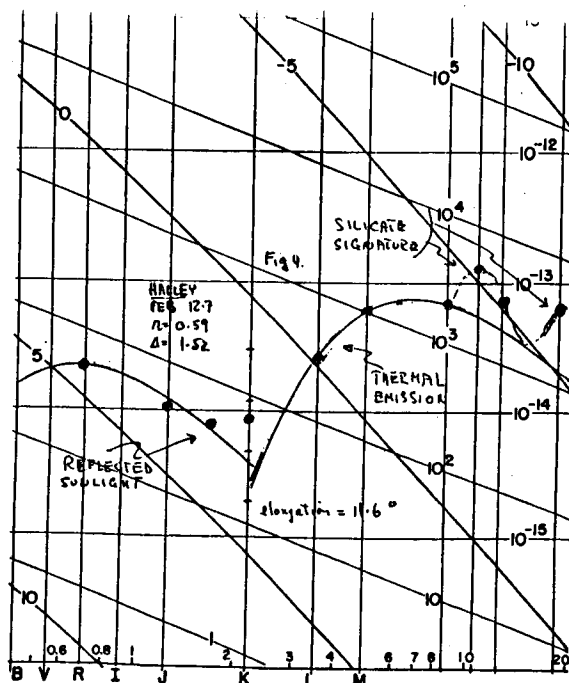 15
-5
10^5
-10
0
10^-12
10^4
SILICATE
SIGNATURE
Fig 4.
10^-13
HALLEY
FEB 12.7
r = 0.59
Δ = 1.52
10^3
5
THERMAL
EMISSION
10^-14
REFLECTED
SUNLIGHT
10^2
elongation = 11.6°
10^-15
10
10
1
0.6 0.8 1 2 3 4 5 6 7 8 10 20
B V R I J K L M